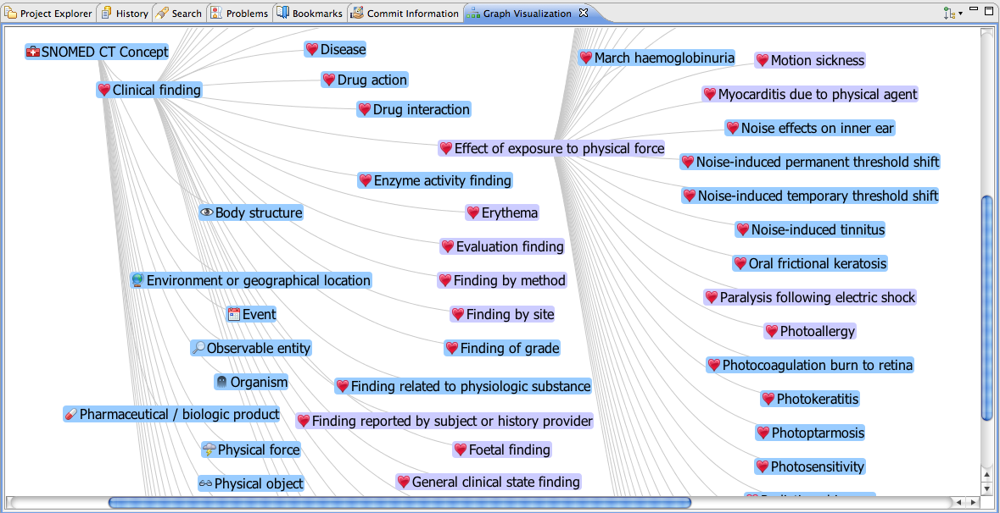 Project Explorer
History
Search
Problems
Bookmarks
Commit Information
Graph Visualization
SNOMED CT Concept
Clinical finding
Body structure
Environment or geographical location
Event
Observable entity
Organism
Pharmaceutical / biologic product
Physical force
Physical object
Disease
Drug action
Drug interaction
Effect of exposure to physical force
Enzyme activity finding
Erythema
Evaluation finding
Finding by method
Finding by site
Finding of grade
Finding related to physiologic substance
Finding reported by subject or history provider
Foetal finding
General clinical state finding
March haemoglobinuria
Motion sickness
Myocarditis due to physical agent
Noise effects on inner ear
Noise-induced permanent threshold shift
Noise-induced temporary threshold shift
Noise-induced tinnitus
Oral frictional keratosis
Paralysis following electric shock
Photoallergy
Photocoagulation burn to retina
Photokeratitis
Photoptarmosis
Photosensitivity